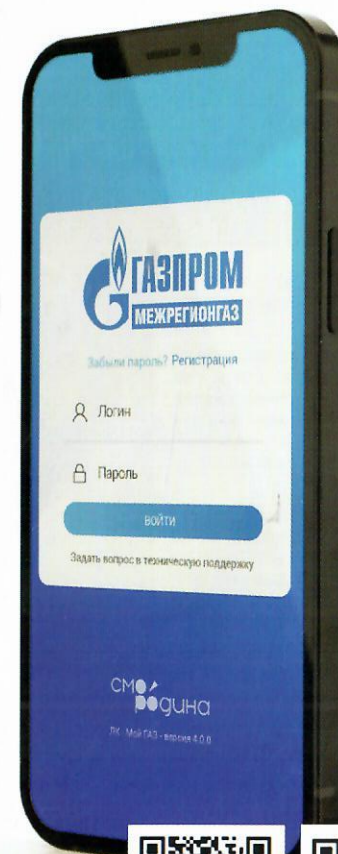 ГАЗПРОМ
МЕЖРЕГИОНГАЗ
Забыли пароль? Регистрация
Логин
Пароль
ВОЙТИ
Задать вопрос в техническую поддержку
смо́
родина
ЛК Мой ГАЗ - версия 4.0.0